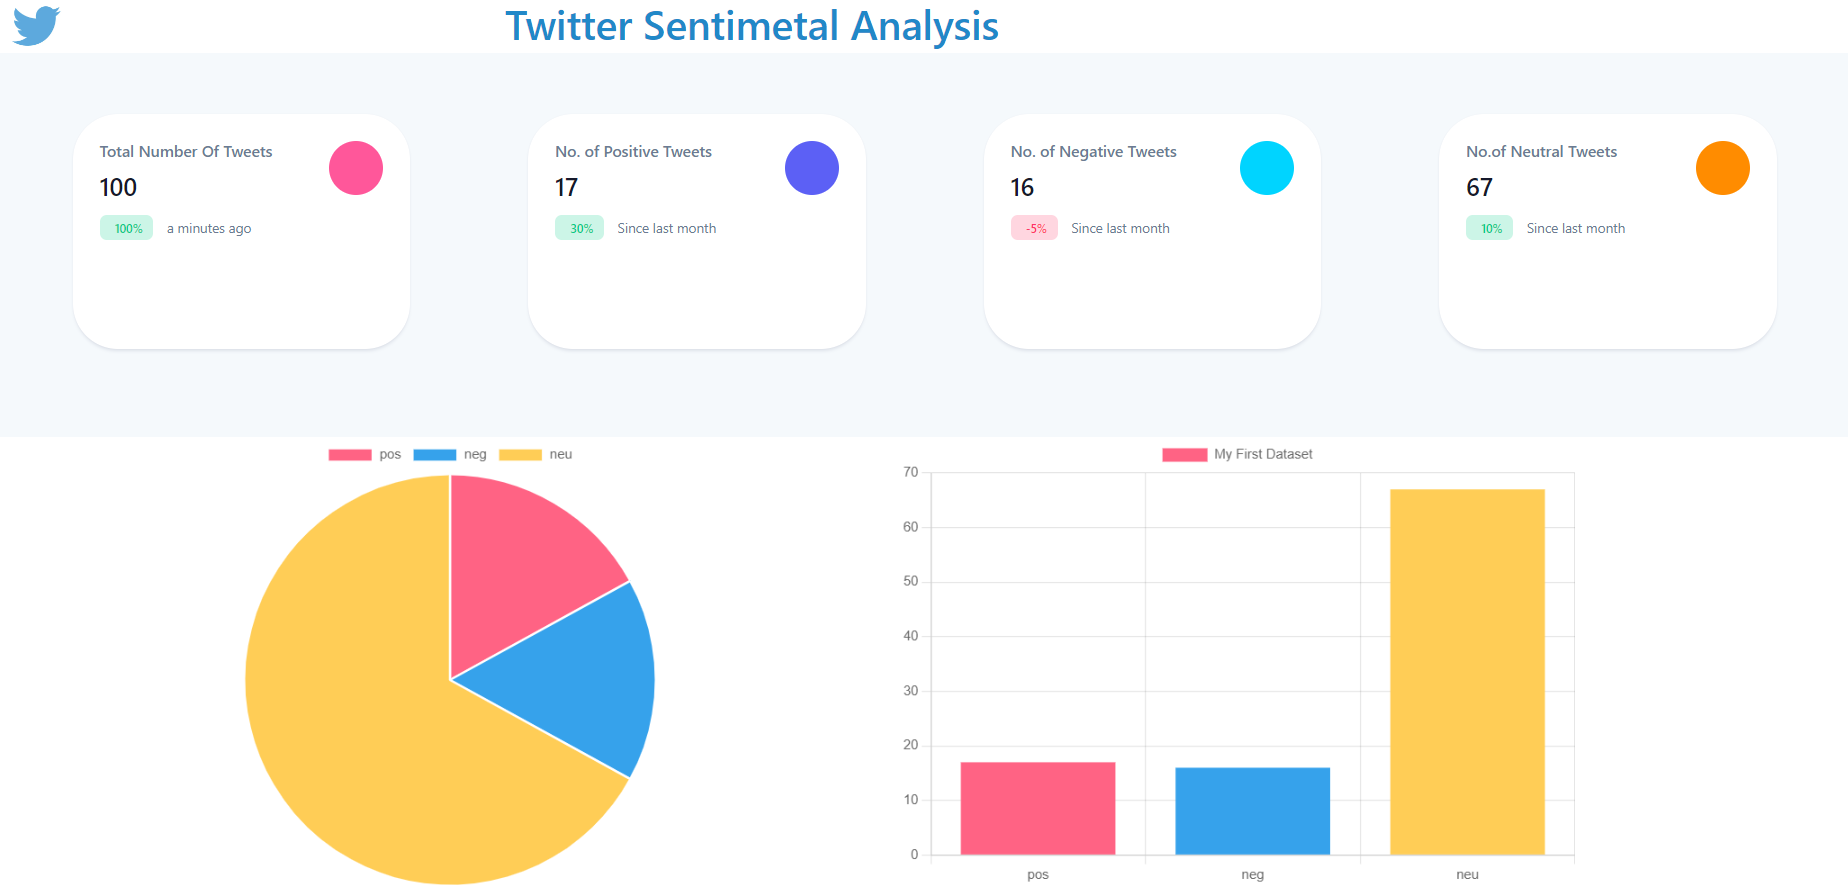 Twitter Sentimetal Analysis
Total Number Of Tweets
100
100% a minutes ago
No. of Positive Tweets
17
30% Since last month
No. of Negative Tweets
16
-5% Since last month
No.of Neutral Tweets
67
10% Since last month
pos neg neu
My First Dataset
70
60
50
40
30
20
10
0
pos neg neu